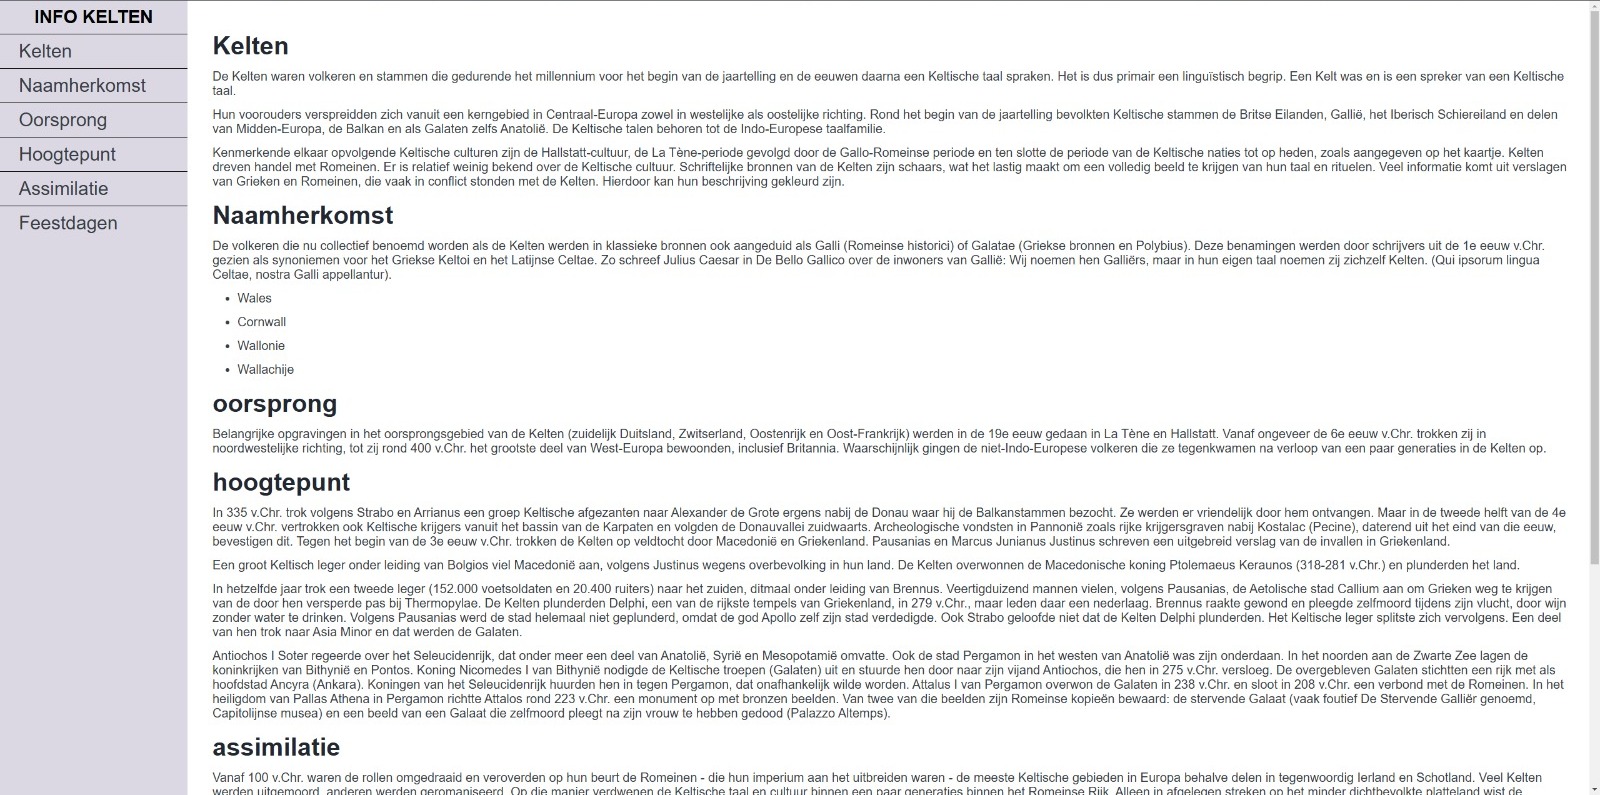 INFO KELTEN
Kelten
Naamherkomst
Oorsprong
Hoogtepunt
Assimilatie
Feestdagen
Kelten
De Kelten waren volkeren en stammen die gedurende het millennium voor het begin van de jaartelling en de eeuwen daarna een Keltische taal spraken. Het is dus primair een linguïstisch begrip. Een Kelt was en is een spreker van een Keltische
taal.
Hun voorouders verspreidden zich vanuit een kerngebied in Centraal-Europa zowel in westelijke als oostelijke richting. Rond het begin van de jaartelling bevolkten Keltische stammen de Britse Eilanden, Gallië, het Iberisch Schiereiland en delen
van Midden-Europa, de Balkan en als Galaten zelfs Anatolië. De Keltische talen behoren tot de Indo-Europese taalfamilie.
Kenmerkende elkaar opvolgende Keltische culturen zijn de Hallstatt-cultuur, de La Tène-periode gevolgd door de Gallo-Romeinse periode en ten slotte de periode van de Keltische naties tot op heden, zoals aangegeven op het kaartje. Kelten
dreven handel met Romeinen. Er is relatief weinig bekend over de Keltische cultuur. Schriftelijke bronnen van de Kelten zijn schaars, wat het lastig maakt om een volledig beeld te krijgen van hun taal en rituelen. Veel informatie komt uit verslagen
van Grieken en Romeinen, die vaak in conflict stonden met de Kelten. Hierdoor kan hun beschrijving gekleurd zijn.
Naamherkomst
De volkeren die nu collectief benoemd worden als de Kelten werden in klassieke bronnen ook aangeduid als Galli (Romeinse historici) of Galatae (Griekse bronnen en Polybius). Deze benamingen werden door schrijvers uit de 1e eeuw v.Chr.
gezien als synoniemen voor het Griekse Keltoi en het Latijnse Celtae. Zo schreef Julius Caesar in De Bello Gallico over de inwoners van Gallië: Wij noemen hen Galliërs, maar in hun eigen taal noemen zij zichzelf Kelten. (Qui ipsorum lingua
Celtae, nostra Galli appellantur).
• Wales
• Cornwall
• Wallonie
• Wallachije
oorsprong
Belangrijke opgravingen in het oorsprongsgebied van de Kelten (zuidelijk Duitsland, Zwitserland, Oostenrijk en Oost-Frankrijk) werden in de 19e eeuw gedaan in La Tène en Hallstatt. Vanaf ongeveer de 6e eeuw v.Chr. trokken zij in
noordwestelijke richting, tot zij rond 400 v.Chr. het grootste deel van West-Europa bewoonden, inclusief Britannia. Waarschijnlijk gingen de niet-Indo-Europese volkeren die ze tegenkwamen na verloop van een paar generaties in de Kelten op.
hoogtepunt
In 335 v.Chr. trok volgens Strabo en Arrianus een groep Keltische afgezanten naar Alexander de Grote ergens nabij de Donau waar hij de Balkanstammen bezocht. Ze werden er vriendelijk door hem ontvangen. Maar in de tweede helft van de 4e
eeuw v.Chr. vertrokken ook Keltische krijgers vanuit het bassin van de Karpaten en volgden de Donauvallei zuidwaarts. Archeologische vondsten in Pannonië zoals rijke krijgersgraven nabij Kostalac (Pecine), daterend uit het eind van die eeuw,
bevestigen dit. Tegen het begin van de 3e eeuw v.Chr. trokken de Kelten op veldtocht door Macedonië en Griekenland. Pausanias en Marcus Junianus Justinus schreven een uitgebreid verslag van de invallen in Griekenland.
Een groot Keltisch leger onder leiding van Bolgios viel Macedonië aan, volgens Justinus wegens overbevolking in hun land. De Kelten overwonnen de Macedonische koning Ptolemaeus Keraunos (318-281 v.Chr.) en plunderden het land.
In hetzelfde jaar trok een tweede leger (152.000 voetsoldaten en 20.400 ruiters) naar het zuiden, ditmaal onder leiding van Brennus. Veertigduizend mannen vielen, volgens Pausanias, de Aetolische stad Callium aan om Grieken weg te krijgen
van de door hen versperde pas bij Thermopylae. De Kelten plunderden Delphi, een van de rijkste tempels van Griekenland, in 279 v.Chr., maar leden daar een nederlaag. Brennus raakte gewond en pleegde zelfmoord tijdens zijn vlucht, door wijn
zonder water te drinken. Volgens Pausanias werd de stad helemaal niet geplunderd, omdat de god Apollo zelf zijn stad verdedigde. Ook Strabo geloofde niet dat de Kelten Delphi plunderden. Het Keltische leger splitste zich vervolgens. Een deel
van hen trok naar Asia Minor en dat werden de Galaten.
Antiochos I Soter regeerde over het Seleucidenrijk, dat onder meer een deel van Anatolië, Syrië en Mesopotamië omvatte. Ook de stad Pergamon in het westen van Anatolië was zijn onderdaan. In het noorden aan de Zwarte Zee lagen de
koninkrijken van Bithynië en Pontos. Koning Nicomedes I van Bithynië nodigde de Keltische troepen (Galaten) uit en stuurde hen door naar zijn vijand Antiochos, die hen in 275 v.Chr. versloeg. De overgebleven Galaten stichtten een rijk met als
hoofdstad Ancyra (Ankara). Koningen van het Seleucidenrijk huurden hen in tegen Pergamon, dat onafhankelijk wilde worden. Attalus I van Pergamon overwon de Galaten in 238 v.Chr. en sloot in 208 v.Chr. een verbond met de Romeinen. In het
heiligdom van Pallas Athena in Pergamon richtte Attalos rond 223 v.Chr. een monument op met bronzen beelden. Van twee van die beelden zijn Romeinse kopieën bewaard: de stervende Galaat (vaak foutief De Stervende Galliër genoemd,
Capitolijnse musea) en een beeld van een Galaat die zelfmoord pleegt na zijn vrouw te hebben gedood (Palazzo Altemps).
assimilatie
Vanaf 100 v.Chr. waren de rollen omgedraaid en veroverden op hun beurt de Romeinen - die hun imperium aan het uitbreiden waren - de meeste Keltische gebieden in Europa behalve delen in tegenwoordig Ierland en Schotland. Veel Kelten
werden uitgemoord, anderen werden geromaniseerd. Op die manier verdwenen de Keltische taal en cultuur binnen een paar generaties binnen het Romeinse Rijk. Alleen in afgelegen streken op het minder dichtbevolkte platteland wist de